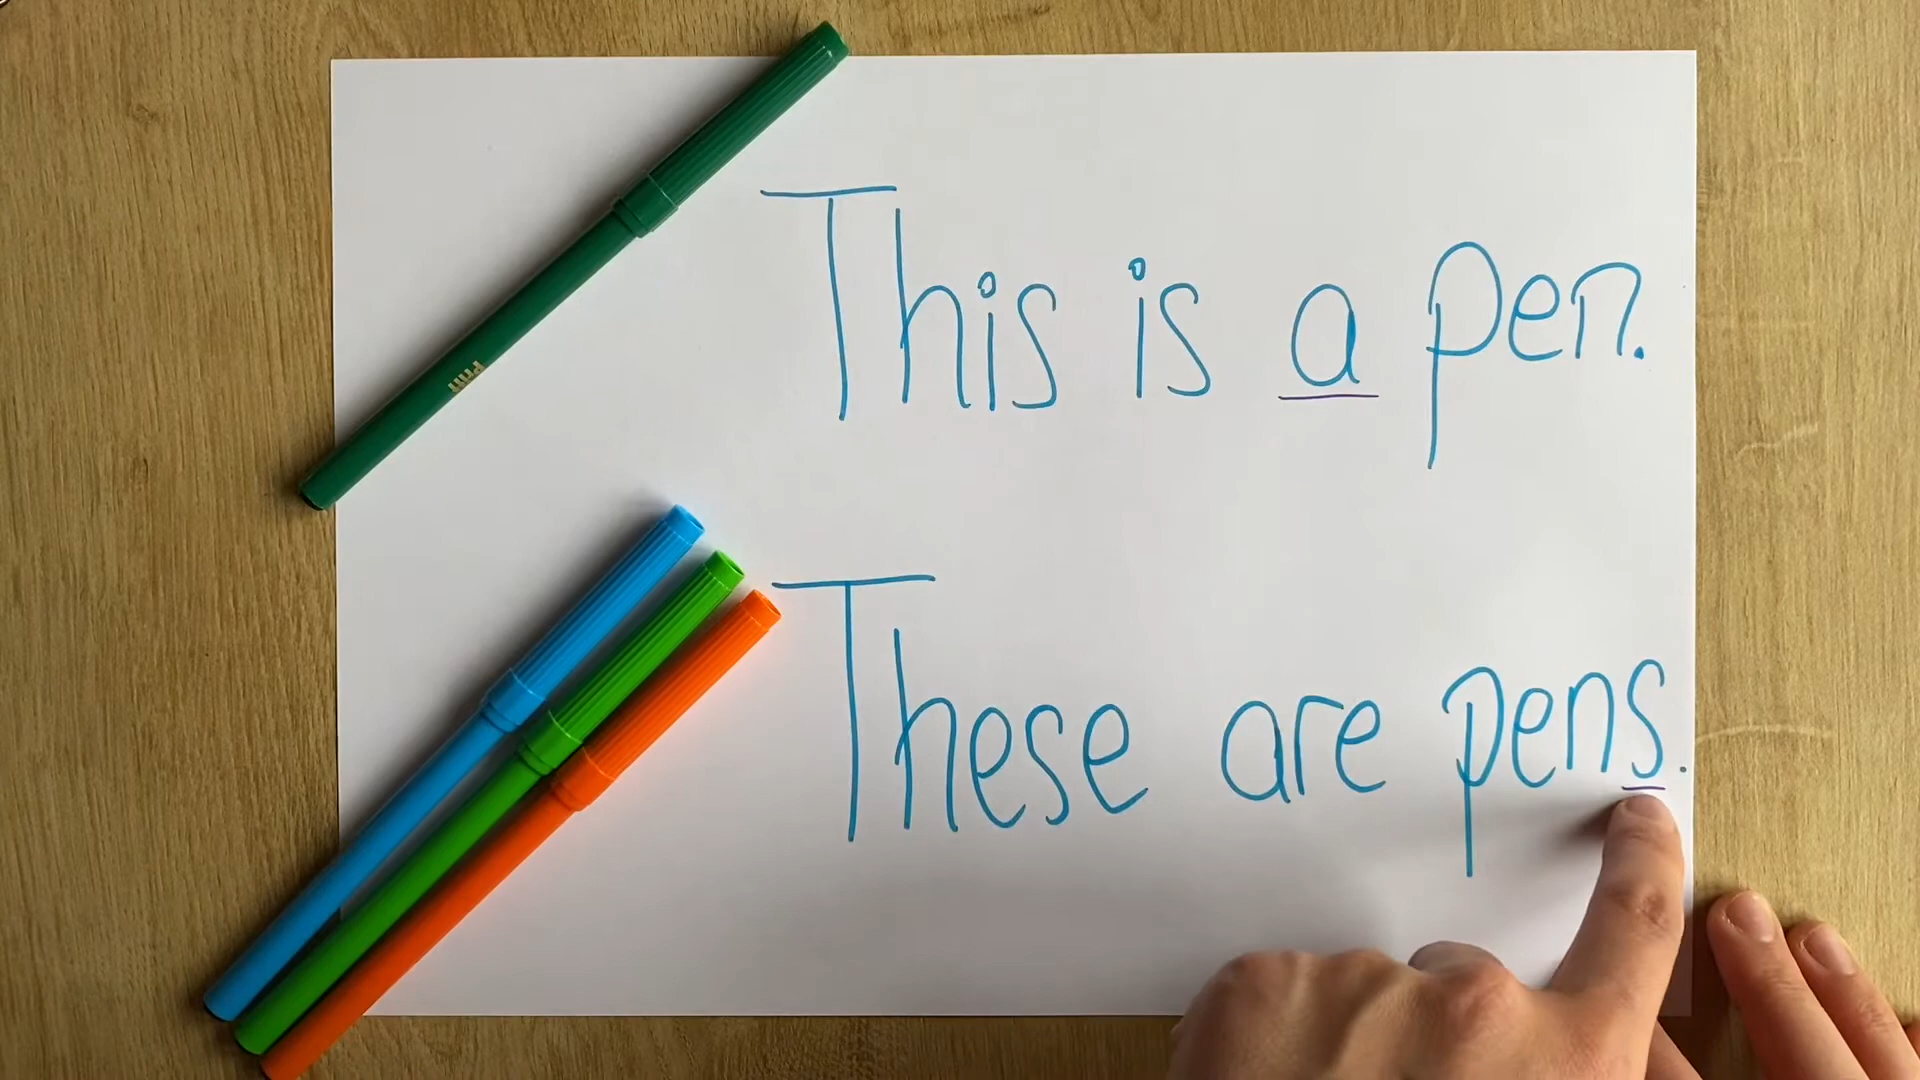 This is a pen.
These are pens.